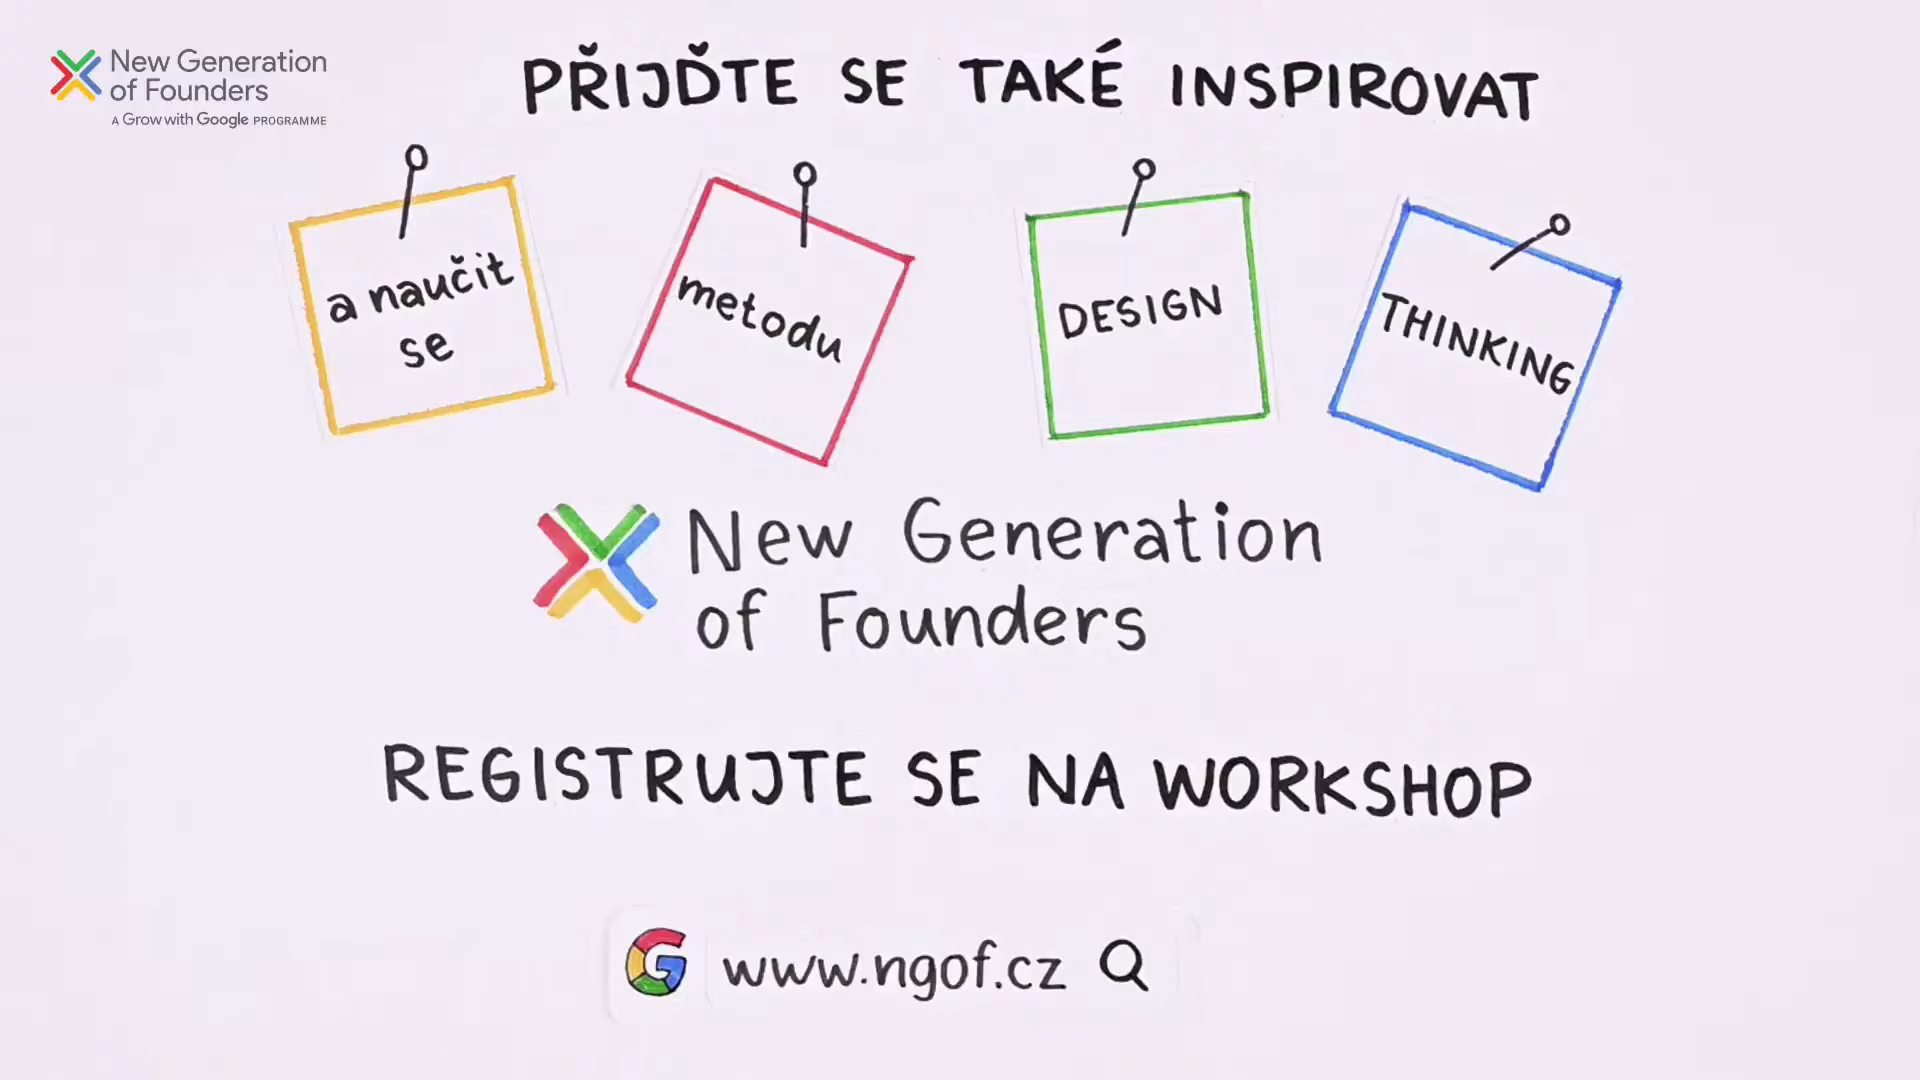 New Generation
of Founders
A Grow with Google PROGRAMME
PŘIJĎTE SE TAKÉ INSPIROVAT
a naučit
se
metodu
DESIGN
THINKING
New Generation
of Founders
REGISTRUJTE SE NA WORKSHOP
G www.ngof.cz